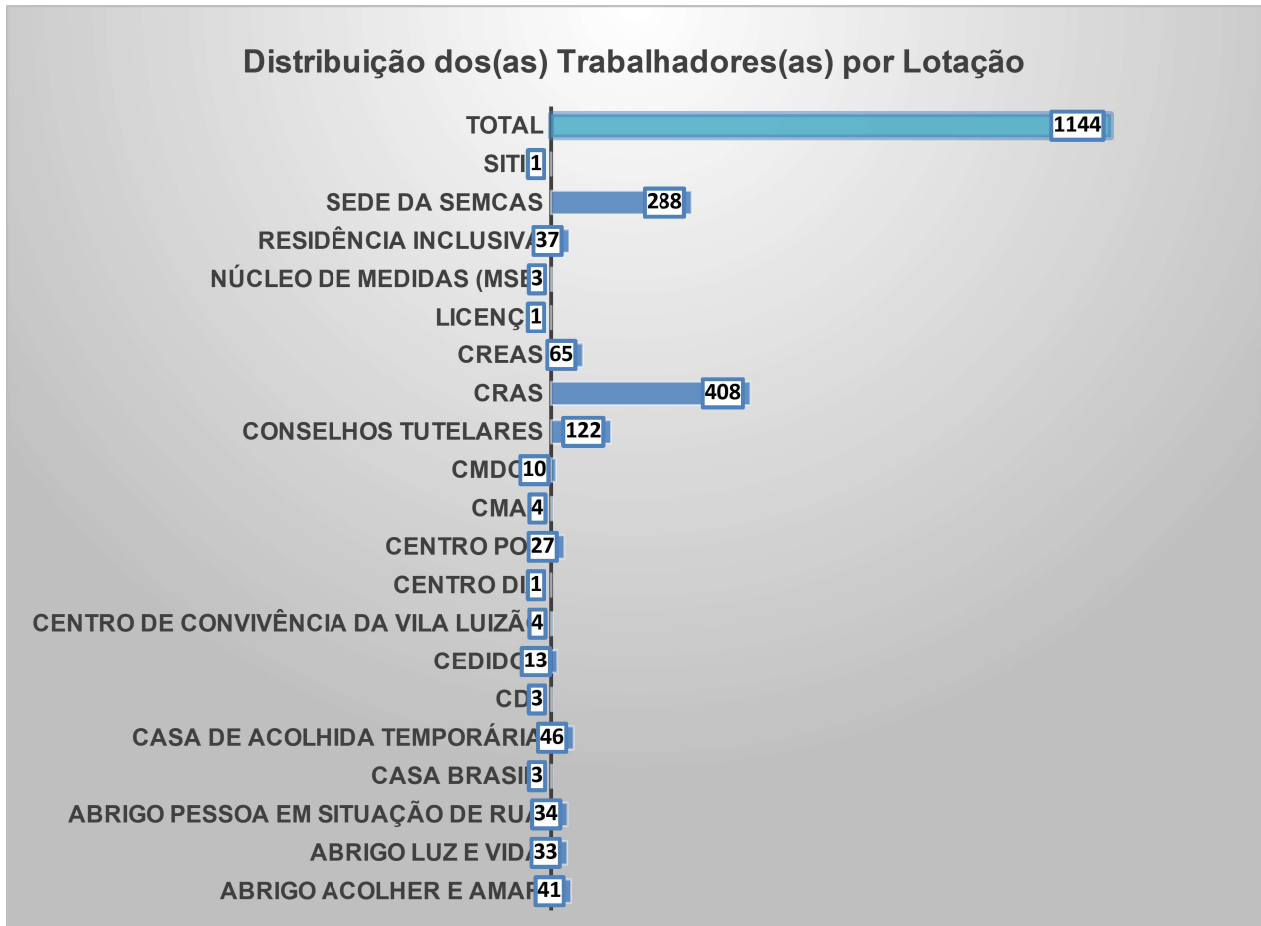 Distribuição dos(as) Trabalhadores(as) por Lotação
TOTAL 1144
SITI 1
SEDE DA SEMCAS 288
RESIDÊNCIA INCLUSIVA 37
NÚCLEO DE MEDIDAS (MSE 3
LICENÇ 1
CREAS 65
CRAS 408
CONSELHOS TUTELARES 122
CMDC 10
CMA 4
CENTRO PO 27
CENTRO DI 1
CENTRO DE CONVIVÊNCIA DA VILA LUIZÃO 4
CEDIDO 13
CD 3
CASA DE ACOLHIDA TEMPORÁRIA 46
CASA BRASI 3
ABRIGO PESSOA EM SITUAÇÃO DE RUA 34
ABRIGO LUZ E VIDA 33
ABRIGO ACOLHER E AMAR 41